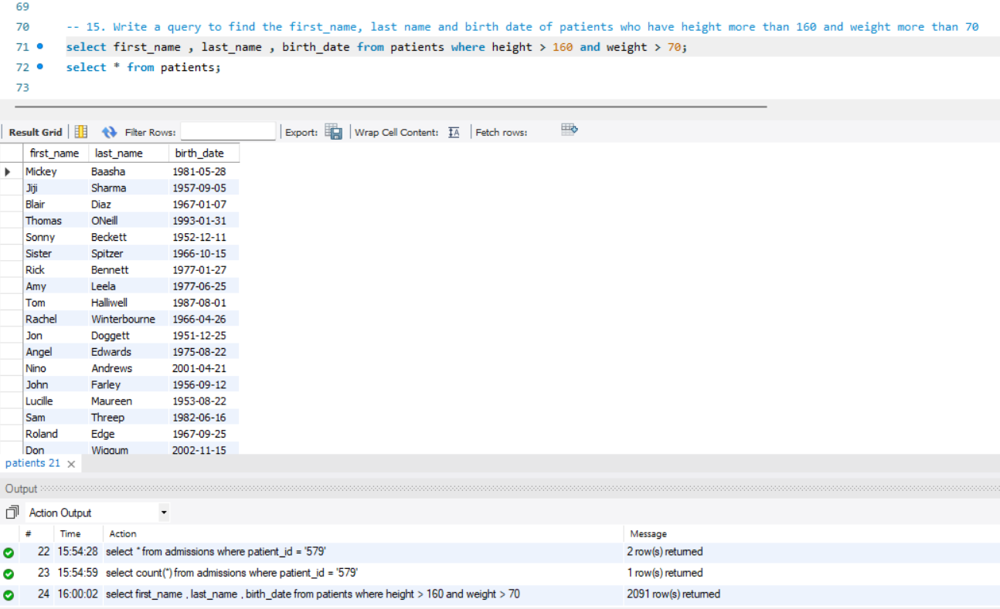 69
70 -- 15. Write a query to find the first_name, last name and birth date of patients who have height more than 160 and weight more than 70
71 select first_name , last_name , birth_date from patients where height > 160 and weight > 70;
72 select * from patients;
73
Result Grid Filter Rows: Export: Wrap Cell Content: Fetch rows:
first_name last_name birth_date
Mickey Baasha 1981-05-28
Jiji Sharma 1957-09-05
Blair Diaz 1967-01-07
Thomas ONeill 1993-01-31
Sonny Beckett 1952-12-11
Sister Spitzer 1966-10-15
Rick Bennett 1977-01-27
Amy Leela 1977-06-25
Tom Halliwell 1987-08-01
Rachel Winterbourne 1966-04-26
Jon Doggett 1951-12-25
Angel Edwards 1975-08-22
Nino Andrews 2001-04-21
John Farley 1956-09-12
Lucille Maureen 1953-08-22
Sam Threep 1982-06-16
Roland Edge 1967-09-25
Don Wiggum 2002-11-15
patients 21
Output
Action Output
# Time Action Message
22 15:54:28 select * from admissions where patient_id = '579' 2 row(s) returned
23 15:54:59 select count(*) from admissions where patient_id = '579' 1 row(s) returned
24 16:00:02 select first_name , last_name , birth_date from patients where height > 160 and weight > 70 2091 row(s) returned